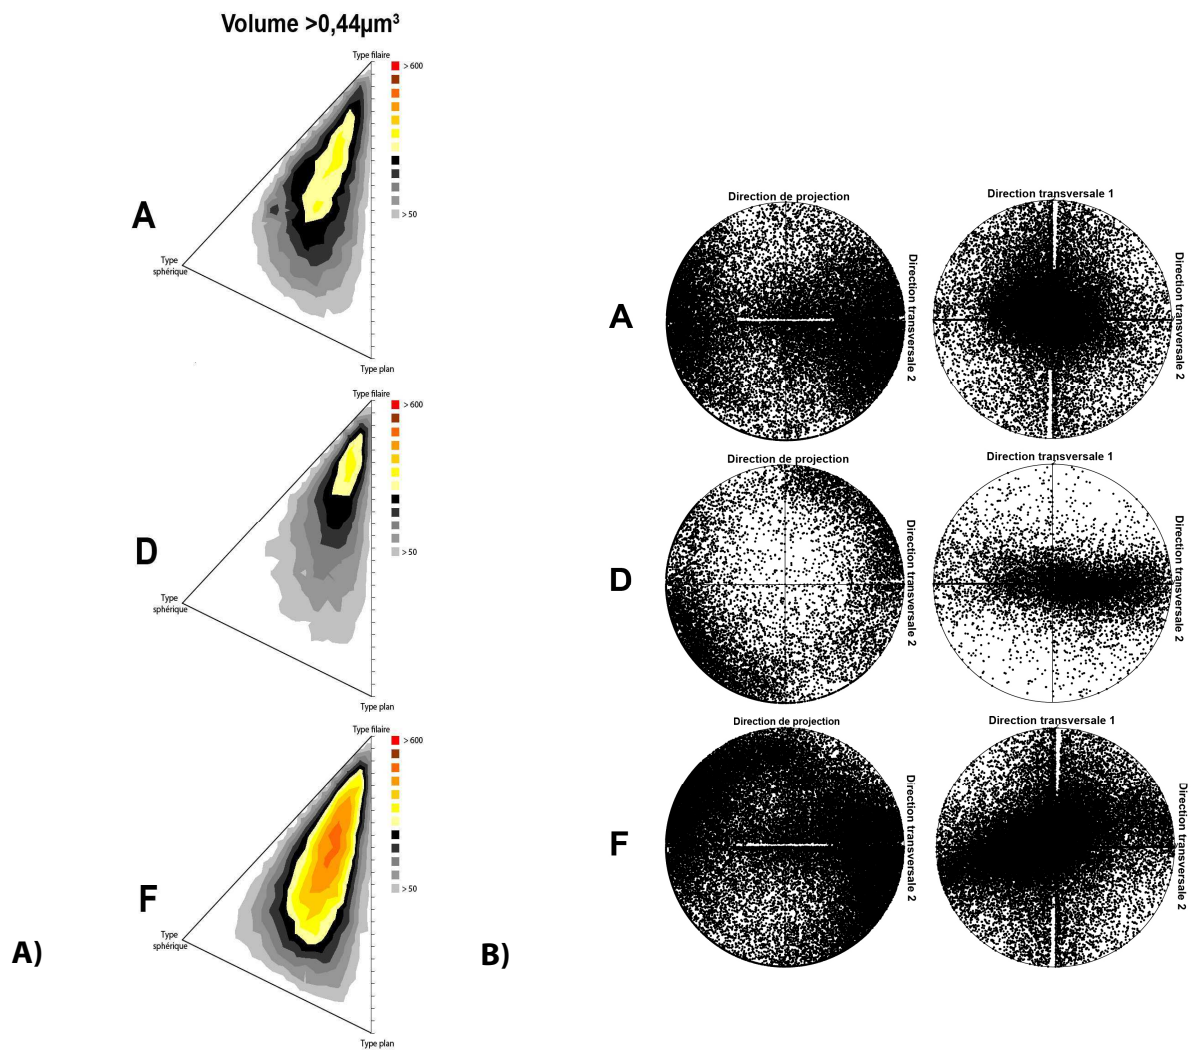 Volume >0,44µm³
Type filaire
> 600
A
> 50
Type
sphérique
Type plan
Type filaire
> 600
D
> 50
Type
sphérique
Type plan
Type filaire
> 600
F
> 50
Type
sphérique
Type plan
A)
Direction de projection
Direction transversale 1
A
Direction transversale 2
Direction transversale 2
Direction de projection
Direction transversale 1
D
Direction transversale 2
Direction transversale 2
Direction de projection
Direction transversale 1
F
Direction transversale 2
Direction transversale 2
B)